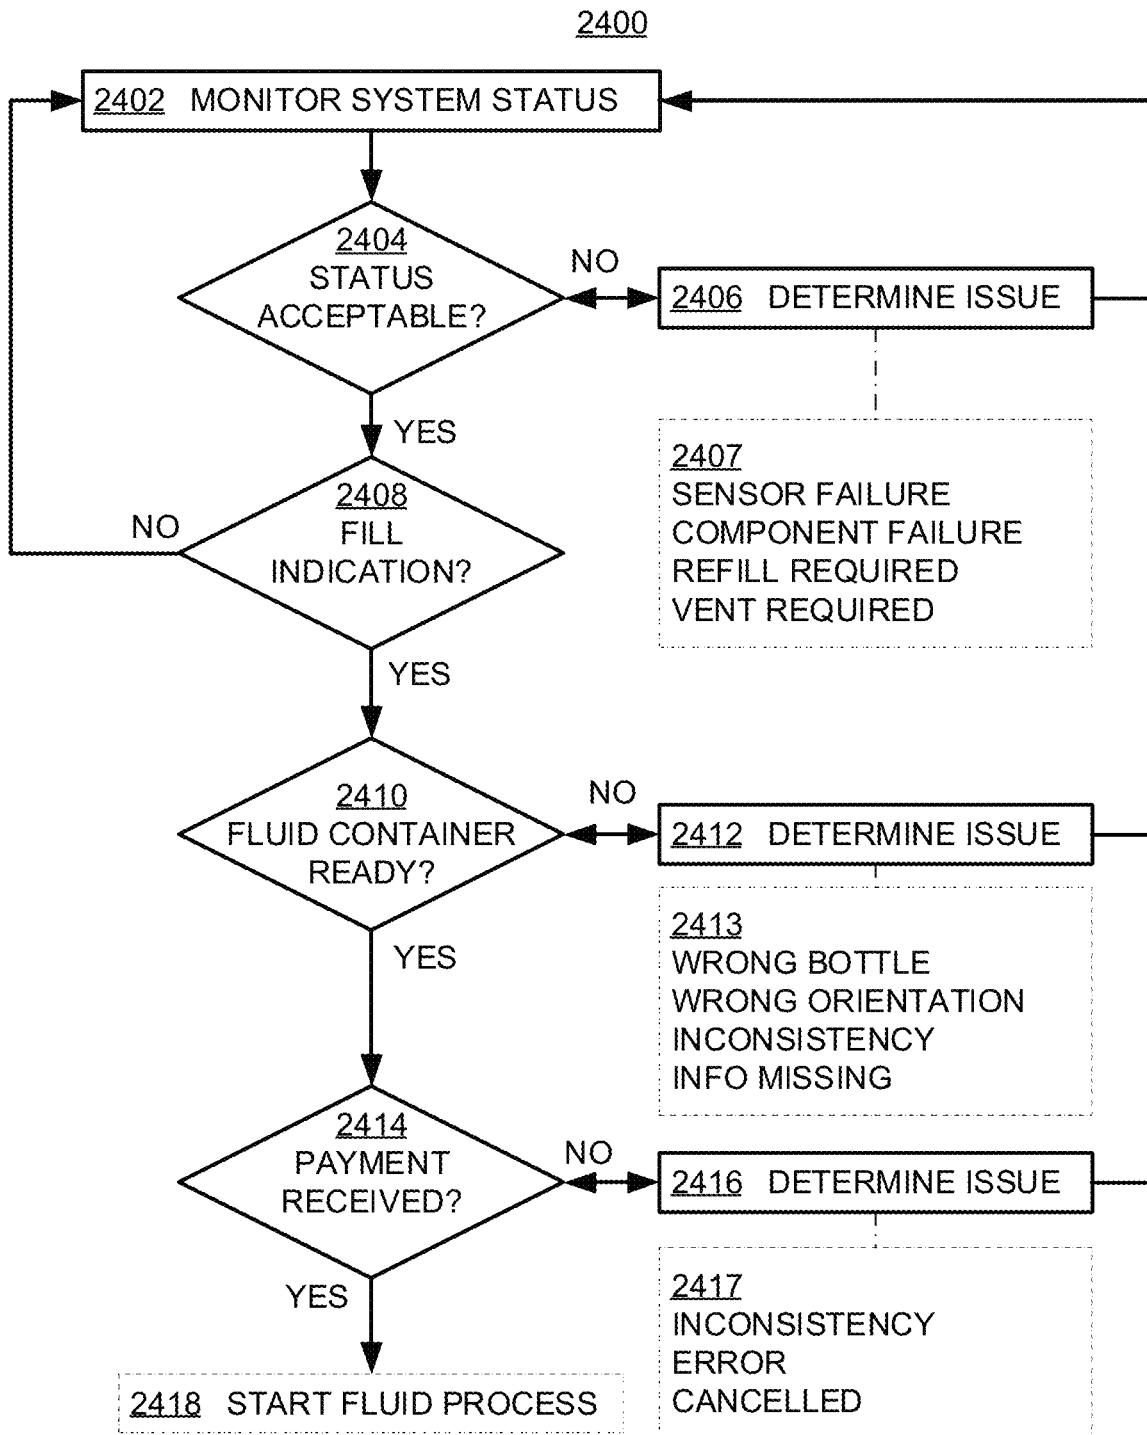 2400
2402 MONITOR SYSTEM STATUS
2404
STATUS
ACCEPTABLE?
NO
2406 DETERMINE ISSUE
YES
2407
SENSOR FAILURE
COMPONENT FAILURE
REFILL REQUIRED
VENT REQUIRED
2408
FILL
INDICATION?
NO
YES
2410
FLUID CONTAINER
READY?
NO
2412 DETERMINE ISSUE
YES
2413
WRONG BOTTLE
WRONG ORIENTATION
INCONSISTENCY
INFO MISSING
2414
PAYMENT
RECEIVED?
NO
2416 DETERMINE ISSUE
YES
2417
INCONSISTENCY
ERROR
CANCELLED
2418 START FLUID PROCESS